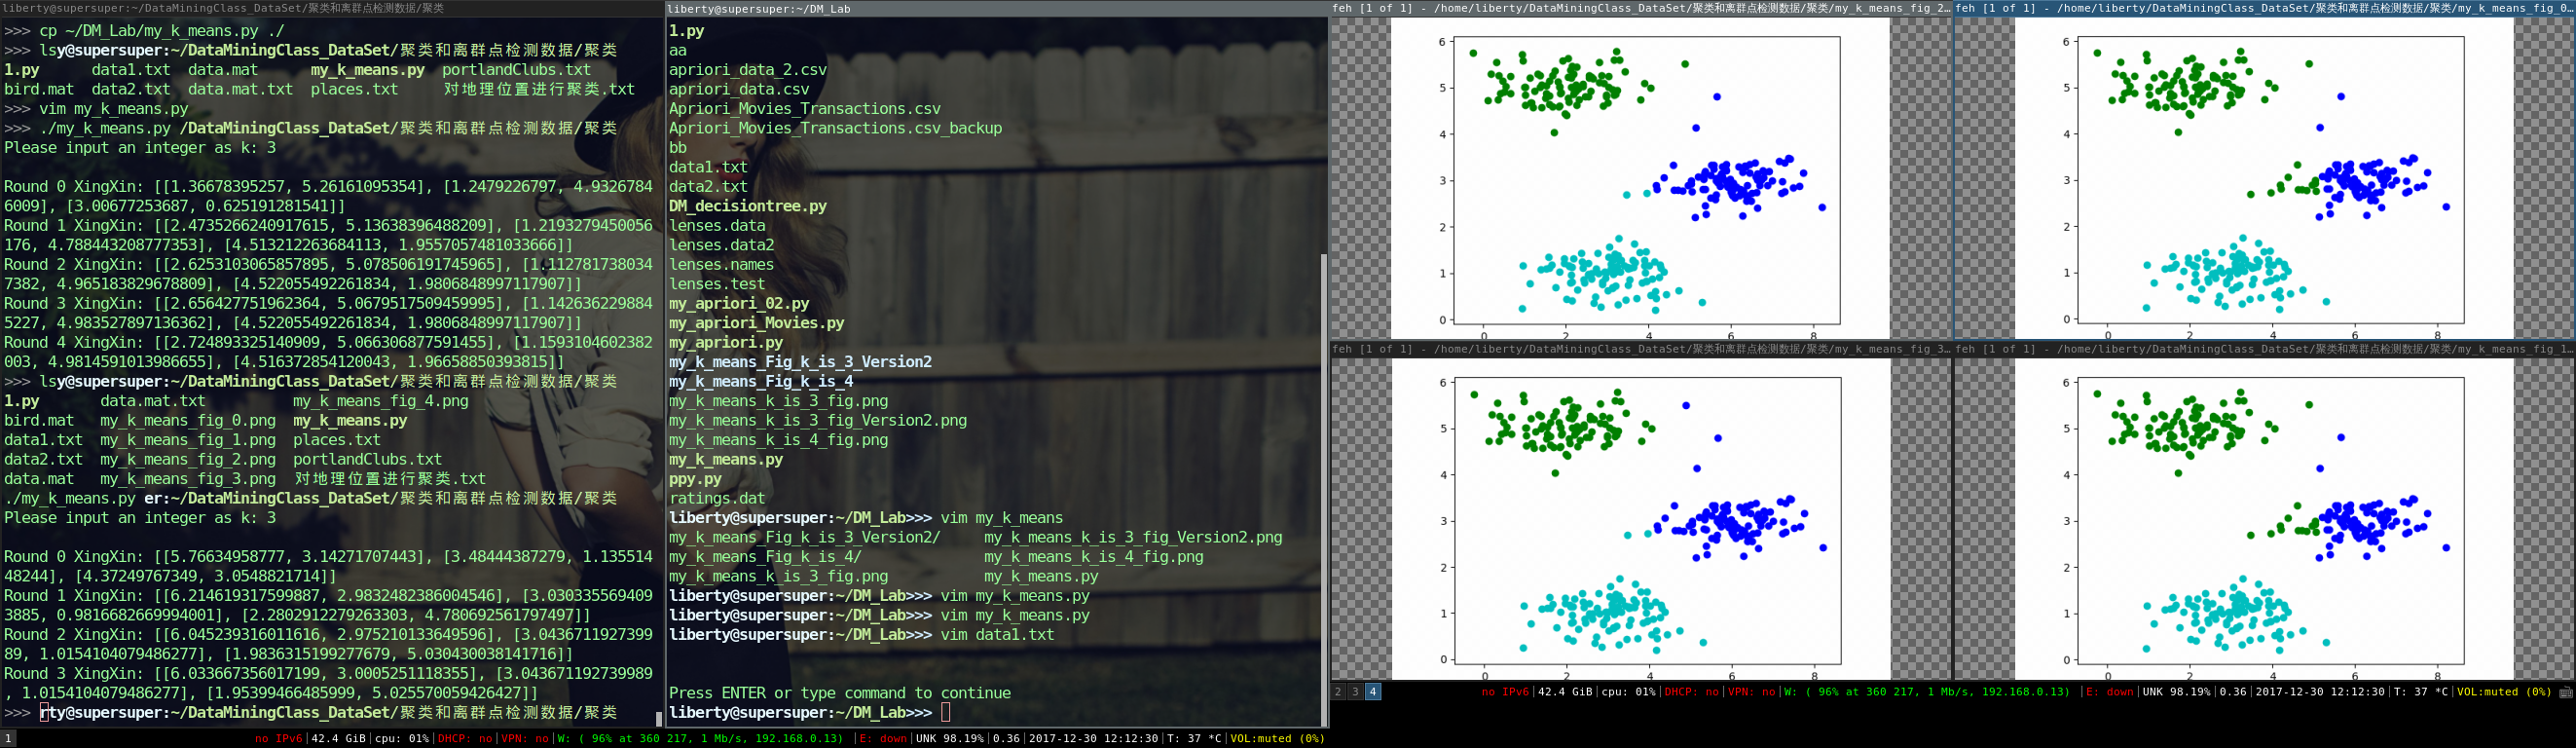 liberty@supersuper:~/DataMiningClass_DataSet/聚类和离群点检测数据/聚类
>>> cp ~/DM_Lab/my_k_means.py ./
>>> lsy@supersuper:~/DataMiningClass_DataSet/聚类和离群点检测数据/聚类
1.py data1.txt data.mat my_k_means.py portlandClubs.txt
bird.mat data2.txt data.mat.txt places.txt 对地理位置进行聚类.txt
>>> vim my_k_means.py
>>> ./my_k_means.py /DataMiningClass_DataSet/聚类和离群点检测数据/聚类
Please input an integer as k: 3
Round 0 XingXin: [[1.36678395257, 5.26161095354], [1.2479226797, 4.9326784
6009], [3.00677253687, 0.625191281541]]
Round 1 XingXin: [[2.4735266240917615, 5.13638396488209], [1.2193279450056
176, 4.788443208777353], [4.513212263684113, 1.9557057481033666]]
Round 2 XingXin: [[2.6253103065857895, 5.078506191745965], [1.112781738034
7382, 4.965183829678809], [4.522055492261834, 1.9806848997117907]]
Round 3 XingXin: [[2.656427751962364, 5.0679517509459995], [1.142636229884
5227, 4.983527897136362], [4.522055492261834, 1.9806848997117907]]
Round 4 XingXin: [[2.724893325140909, 5.066306877591455], [1.1593104602382
003, 4.9814591013986655], [4.516372854120043, 1.96658850393815]]
>>> lsy@supersuper:~/DataMiningClass_DataSet/聚类和离群点检测数据/聚类
1.py data.mat.txt my_k_means_fig_4.png
bird.mat my_k_means_fig_0.png my_k_means.py
data1.txt my_k_means_fig_1.png places.txt
data2.txt my_k_means_fig_2.png portlandClubs.txt
data.mat my_k_means_fig_3.png 对地理位置进行聚类.txt
./my_k_means.py er:~/DataMiningClass_DataSet/聚类和离群点检测数据/聚类
Please input an integer as k: 3
Round 0 XingXin: [[5.76634958777, 3.14271707443], [3.48444387279, 1.135514
48244], [4.37249767349, 3.0548821714]]
Round 1 XingXin: [[6.214619317599887, 2.9832482386004546], [3.030335569409
3885, 0.9816682669994001], [2.2802912279263303, 4.780692561797497]]
Round 2 XingXin: [[6.045239316011616, 2.975210133649596], [3.0436711927399
89, 1.0154104079486277], [1.9836315199277679, 5.030430038141716]]
Round 3 XingXin: [[6.033667356017199, 3.0005251118355], [3.043671192739989
, 1.0154104079486277], [1.95399466485999, 5.025570059426427]]
>>> rty@supersuper:~/DataMiningClass_DataSet/聚类和离群点检测数据/聚类
1 no IPv6|42.4 GiB|cpu: 01%|DHCP: no|VPN: no|W: ( 96% at 360 217, 1 Mb/s, 192.168.0.13) |E: down|UNK 98.19%|0.36|2017-12-30 12:12:30|T: 37 °C|VOL:muted (0%)
liberty@supersuper:~/DM_Lab
1.py
aa
apriori_data_2.csv
apriori_data.csv
Apriori_Movies_Transactions.csv
Apriori_Movies_Transactions.csv_backup
bb
data1.txt
data2.txt
DM_decisiontree.py
lenses.data
lenses.data2
lenses.names
lenses.test
my_apriori_02.py
my_apriori_Movies.py
my_apriori.py
my_k_means_Fig_k_is_3_Version2
my_k_means_Fig_k_is_4
my_k_means_k_is_3_fig.png
my_k_means_k_is_3_fig_Version2.png
my_k_means_k_is_4_fig.png
my_k_means.py
ppy.py
ratings.dat
liberty@supersuper:~/DM_Lab>>> vim my_k_means
my_k_means_Fig_k_is_3_Version2/ my_k_means_k_is_3_fig_Version2.png
my_k_means_Fig_k_is_4/ my_k_means_k_is_4_fig.png
my_k_means_k_is_3_fig.png my_k_means.py
liberty@supersuper:~/DM_Lab>>> vim my_k_means.py
liberty@supersuper:~/DM_Lab>>> vim my_k_means.py
liberty@supersuper:~/DM_Lab>>> vim data1.txt
Press ENTER or type command to continue
liberty@supersuper:~/DM_Lab>>>
feh [1 of 1] - /home/liberty/DataMiningClass_DataSet/聚类和离群点检测数据/聚类/my_k_means_fig_2…
6
5
4
3
2
1
0
0 2 4 6 8
feh [1 of 1] - /home/liberty/DataMiningClass_DataSet/聚类和离群点检测数据/聚类/my_k_means_fig_0…
6
5
4
3
2
1
0
0 2 4 6 8
feh [1 of 1] - /home/liberty/DataMiningClass_DataSet/聚类和离群点检测数据/聚类/my_k_means_fig_3…
6
5
4
3
2
1
0
0 2 4 6 8
feh [1 of 1] - /home/liberty/DataMiningClass_DataSet/聚类和离群点检测数据/聚类/my_k_means_fig_1…
6
5
4
3
2
1
0
0 2 4 6 8
2 3 4 no IPv6|42.4 GiB|cpu: 01%|DHCP: no|VPN: no|W: ( 96% at 360 217, 1 Mb/s, 192.168.0.13) |E: down|UNK 98.19%|0.36|2017-12-30 12:12:30|T: 37 °C|VOL:muted (0%)